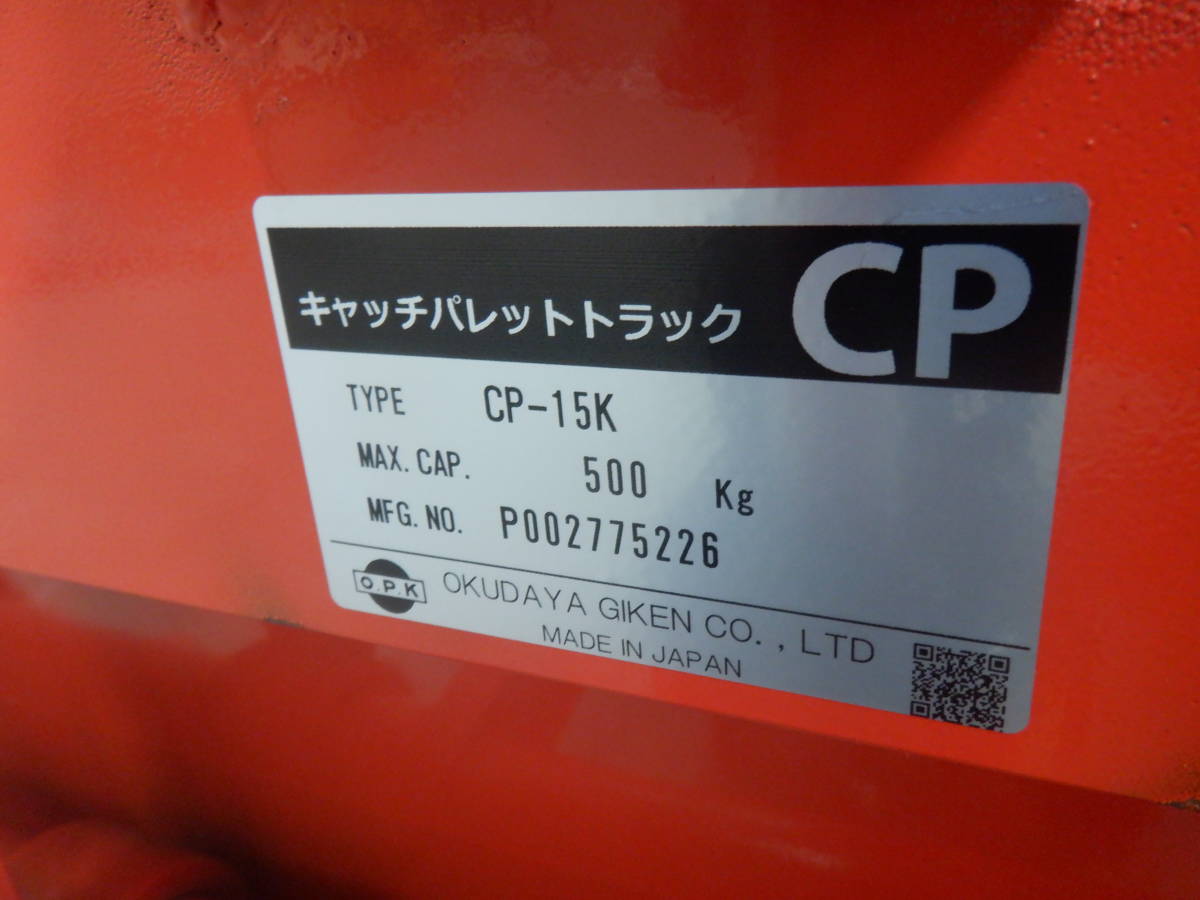 キャッチパレットトラック CP
TYPE CP-15K
MAX. CAP. 500 Kg
MFG. NO. P002775226
O.P.K OKUDAYA GIKEN CO., LTD
MADE IN JAPAN